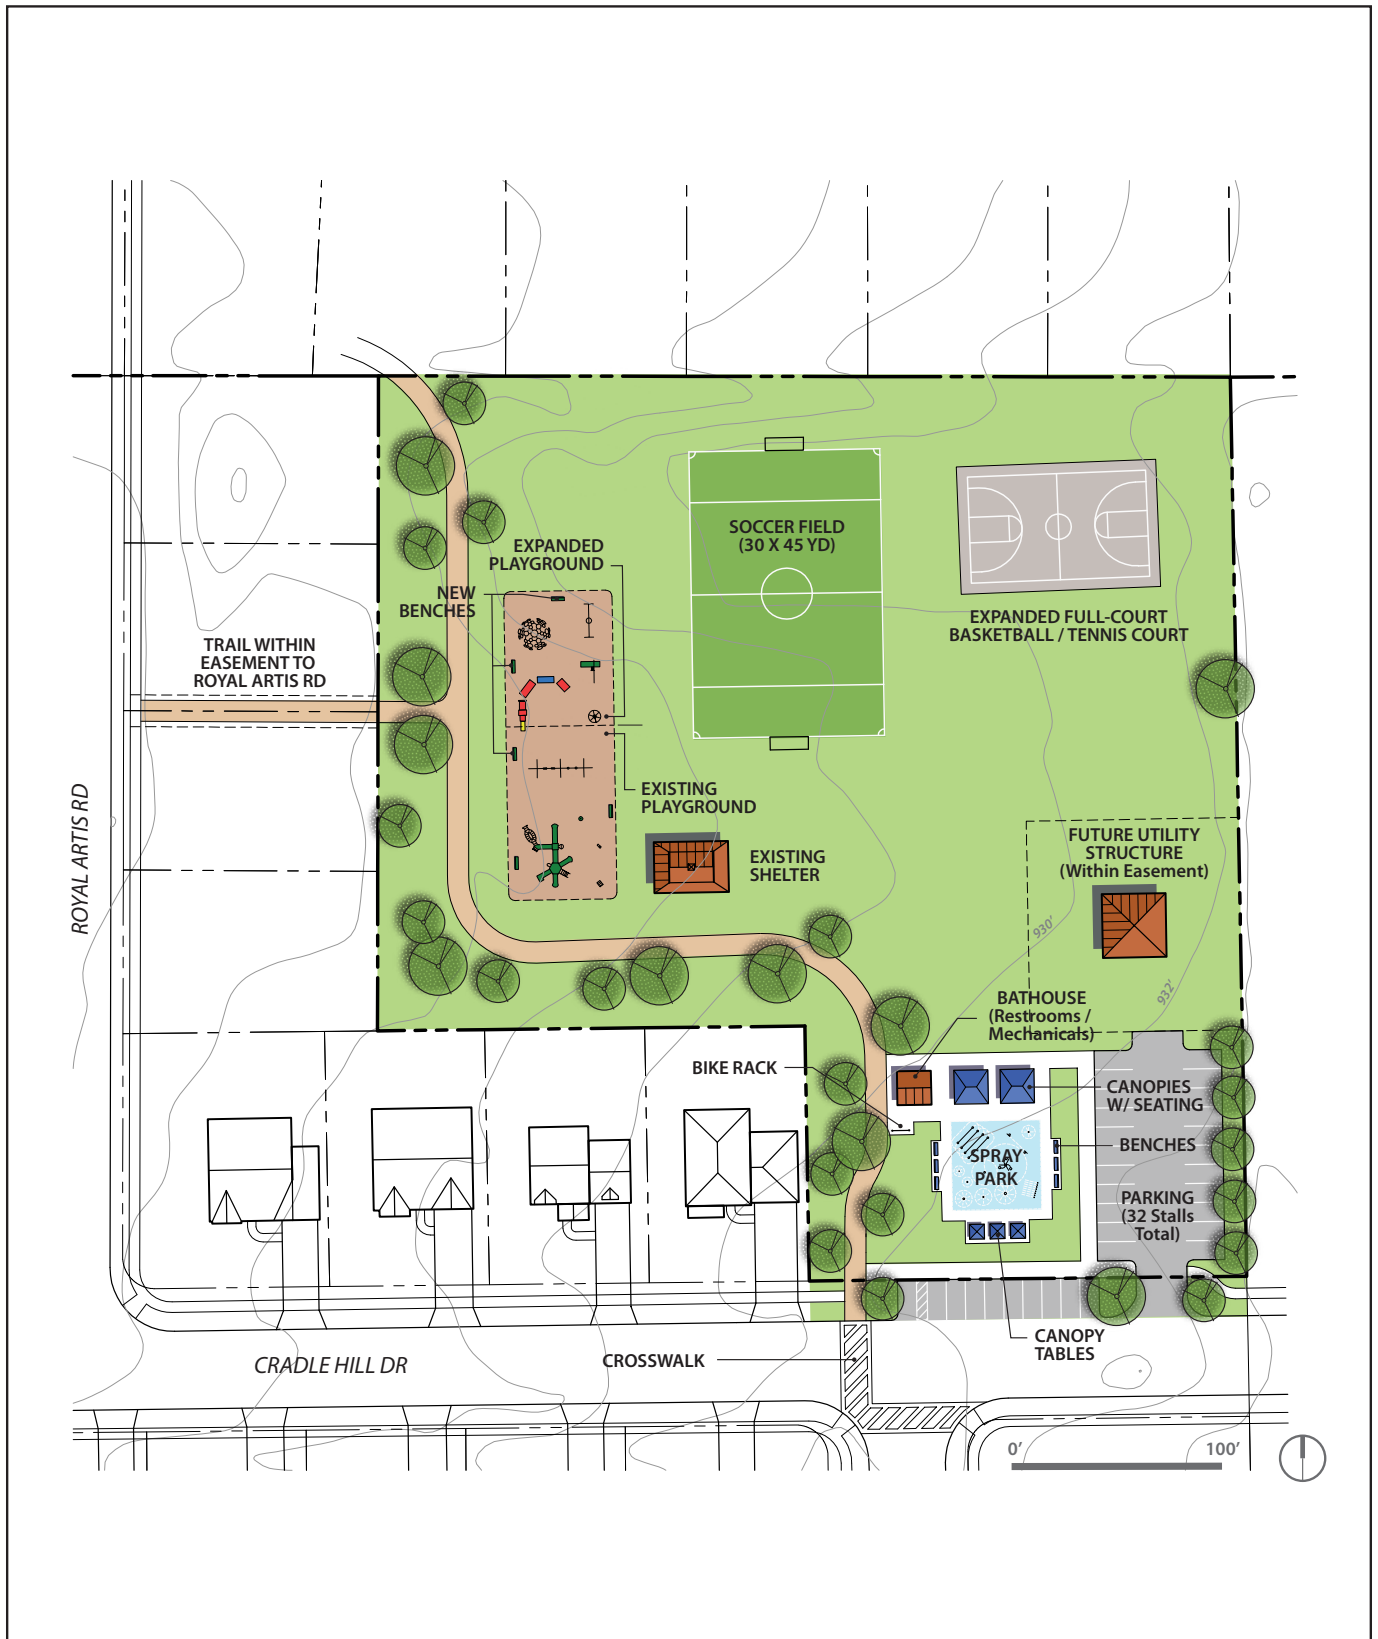 SOCCER FIELD
(30 X 45 YD)
EXPANDED
PLAYGROUND
NEW
BENCHES
EXPANDED FULL-COURT
BASKETBALL / TENNIS COURT
TRAIL WITHIN
EASEMENT TO
ROYAL ARTIS RD
ROYAL ARTIS RD
EXISTING
PLAYGROUND
EXISTING
SHELTER
FUTURE UTILITY
STRUCTURE
(Within Easement)
930'
932'
BATHOUSE
(Restrooms /
Mechanicals)
BIKE RACK
CANOPIES
W/ SEATING
BENCHES
SPRAY
PARK
PARKING
(32 Stalls
Total)
CANOPY
TABLES
CROSSWALK
CRADLE HILL DR
0' 100'